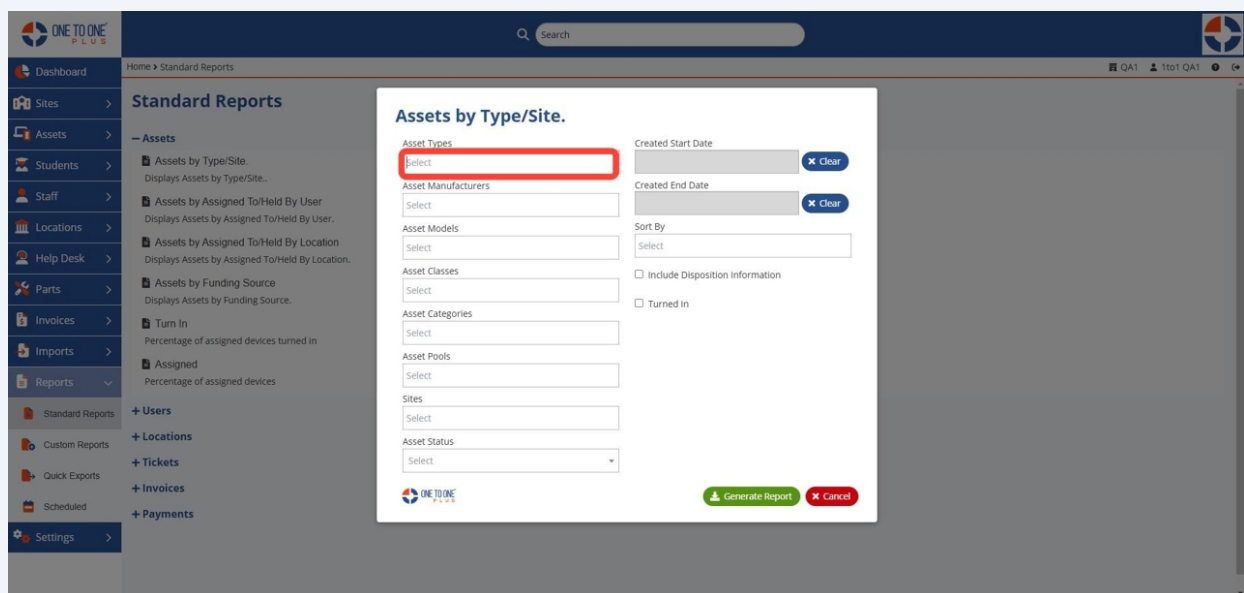 ONE TO ONE
PLUS
Search
Dashboard
Home > Standard Reports
QA1 1to1 QA1
Sites
Assets
Students
Staff
Locations
Help Desk
Parts
Invoices
Imports
Reports
Standard Reports
Custom Reports
Quick Exports
Scheduled
Settings
Standard Reports
− Assets
Assets by Type/Site.
Displays Assets by Type/Site..
Assets by Assigned To/Held By User
Displays Assets by Assigned To/Held By User.
Assets by Assigned To/Held By Location
Displays Assets by Assigned To/Held By Location.
Assets by Funding Source
Displays Assets by Funding Source.
Turn In
Percentage of assigned devices turned in
Assigned
Percentage of assigned devices
+ Users
+ Locations
+ Tickets
+ Invoices
+ Payments
Assets by Type/Site.
Asset Types
Select
Asset Manufacturers
Select
Asset Models
Select
Asset Classes
Select
Asset Categories
Select
Asset Pools
Select
Sites
Select
Asset Status
Select
Created Start Date
× Clear
Created End Date
× Clear
Sort By
Select
Include Disposition Information
Turned In
ONE TO ONE
PLUS
Generate Report
× Cancel